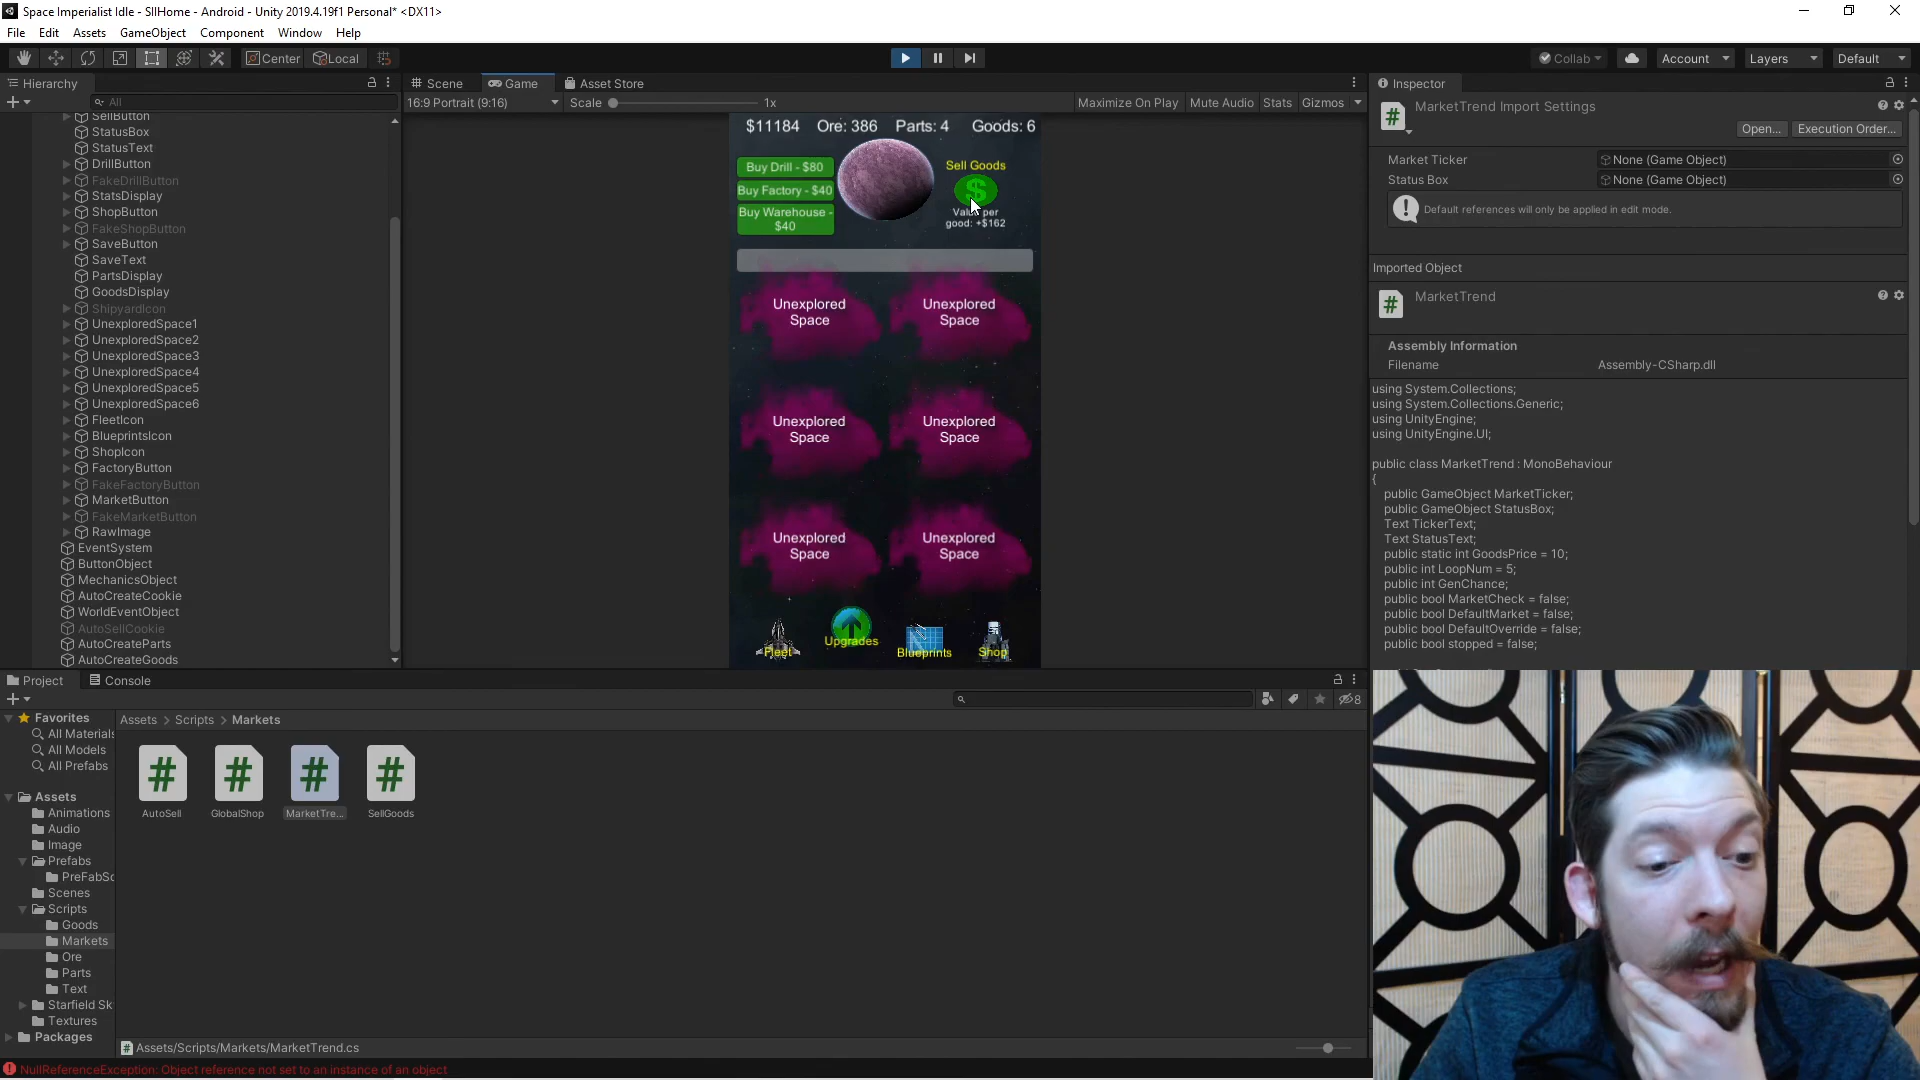 Space Imperialist Idle - SIIHome - Android - Unity 2019.4.19f1 Personal* <DX11>
File Edit Assets GameObject Component Window Help
Center Local
Collab Account Layers Default
Hierarchy
All
SellButton
StatusBox
StatusText
DrillButton
FakeDrillButton
StatsDisplay
ShopButton
FakeShopButton
SaveButton
SaveText
PartsDisplay
GoodsDisplay
ShipyardIcon
UnexploredSpace1
UnexploredSpace2
UnexploredSpace3
UnexploredSpace4
UnexploredSpace5
UnexploredSpace6
FleetIcon
BlueprintsIcon
ShopIcon
FactoryButton
FakeFactoryButton
MarketButton
FakeMarketButton
RawImage
EventSystem
ButtonObject
MechanicsObject
AutoCreateCookie
WorldEventObject
AutoSellCookie
AutoCreateParts
AutoCreateGoods
Scene Game Asset Store
16:9 Portrait (9:16) Scale 1x Maximize On Play Mute Audio Stats Gizmos
$11184 Ore: 386 Parts: 4 Goods: 6
Buy Drill - $80
Buy Factory - $40
Buy Warehouse -
$40
Sell Goods
$
per
good: +$162
Unexplored
Space
Unexplored
Space
Unexplored
Space
Unexplored
Space
Unexplored
Space
Unexplored
Space
Fleet Upgrades Blueprints Shop
Inspector
MarketTrend Import Settings
Open... Execution Order...
Market Ticker None (Game Object)
Status Box None (Game Object)
Default references will only be applied in edit mode.
Imported Object
MarketTrend
Assembly Information
Filename Assembly-CSharp.dll
using System.Collections;
using System.Collections.Generic;
using UnityEngine;
using UnityEngine.UI;
public class MarketTrend : MonoBehaviour
{
public GameObject MarketTicker;
public GameObject StatusBox;
Text TickerText;
Text StatusText;
public static int GoodsPrice = 10;
public int LoopNum = 5;
public int GenChance;
public bool MarketCheck = false;
public bool DefaultMarket = false;
public bool DefaultOverride = false;
public bool stopped = false;
Project Console
8
Favorites
All Materials
All Models
All Prefabs
Assets
Animations
Audio
Image
Prefabs
PreFabSc
Scenes
Scripts
Goods
Markets
Ore
Parts
Text
Starfield Sk
Textures
Packages
Assets > Scripts > Markets
# # # #
AutoSell GlobalShop MarketTre... SellGoods
Assets/Scripts/Markets/MarketTrend.cs
NullReferenceException: Object reference not set to an instance of an object